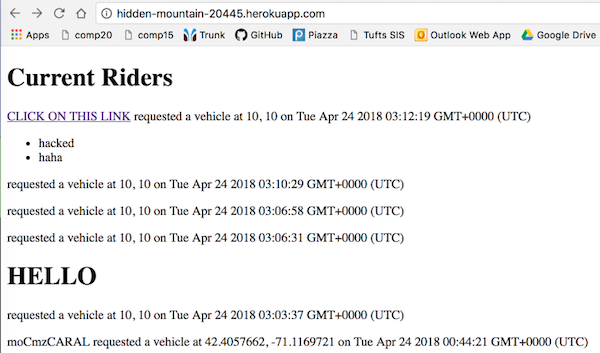 hidden-mountain-20445.herokuapp.com
Apps comp20 comp15 Trunk GitHub Piazza Tufts SIS Outlook Web App Google Drive
Current Riders
CLICK ON THIS LINK requested a vehicle at 10, 10 on Tue Apr 24 2018 03:12:19 GMT+0000 (UTC)
• hacked
• haha
requested a vehicle at 10, 10 on Tue Apr 24 2018 03:10:29 GMT+0000 (UTC)
requested a vehicle at 10, 10 on Tue Apr 24 2018 03:06:58 GMT+0000 (UTC)
requested a vehicle at 10, 10 on Tue Apr 24 2018 03:06:31 GMT+0000 (UTC)
HELLO
requested a vehicle at 10, 10 on Tue Apr 24 2018 03:03:37 GMT+0000 (UTC)
moCmzCARAL requested a vehicle at 42.4057662, -71.1169721 on Tue Apr 24 2018 00:44:21 GMT+0000 (UTC)